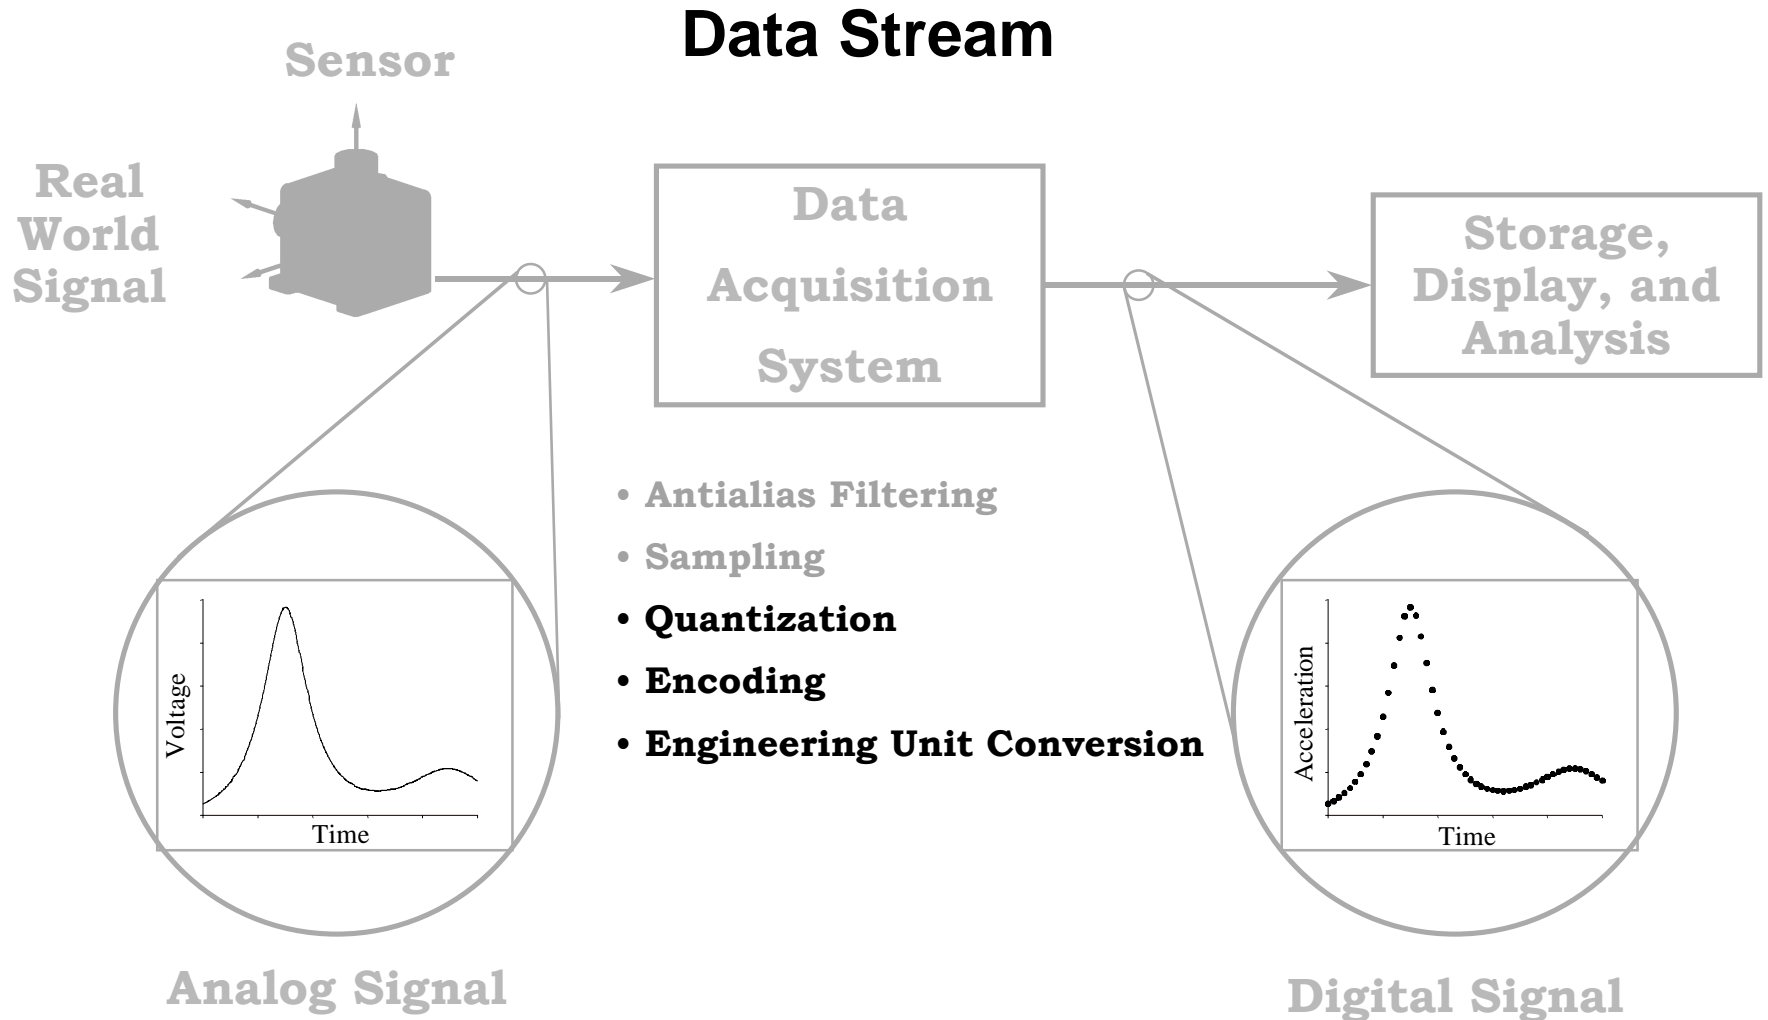 Data Stream
Sensor
Real
World
Signal
Data
Acquisition
System
Storage,
Display, and
Analysis
• Antialias Filtering
• Sampling
• Quantization
• Encoding
• Engineering Unit Conversion
Voltage
Time
Analog Signal
Acceleration
Time
Digital Signal